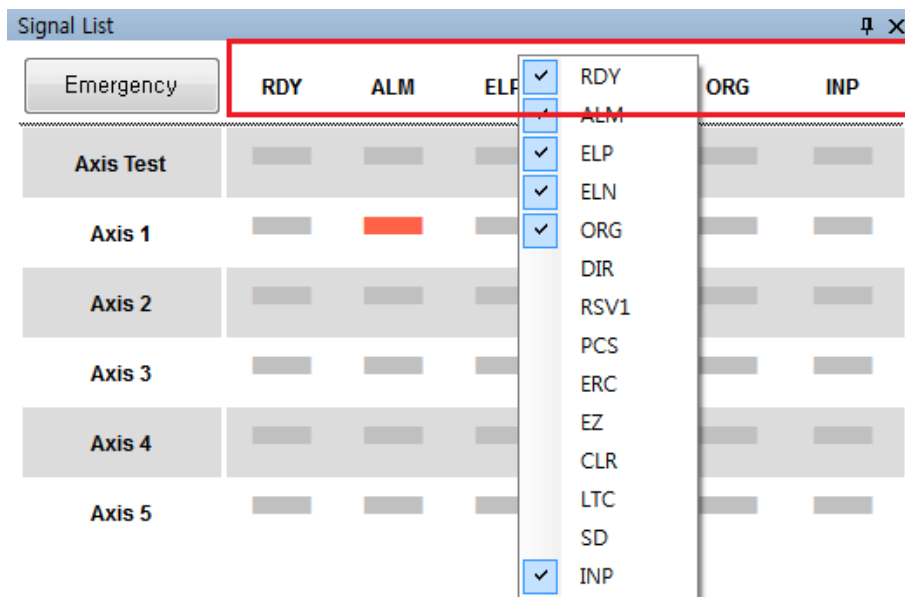 Signal List
Emergency
RDY ALM ELP ORG INP
Axis Test
Axis 1
Axis 2
Axis 3
Axis 4
Axis 5
RDY
ALM
ELP
ELN
ORG
DIR
RSV1
PCS
ERC
EZ
CLR
LTC
SD
INP